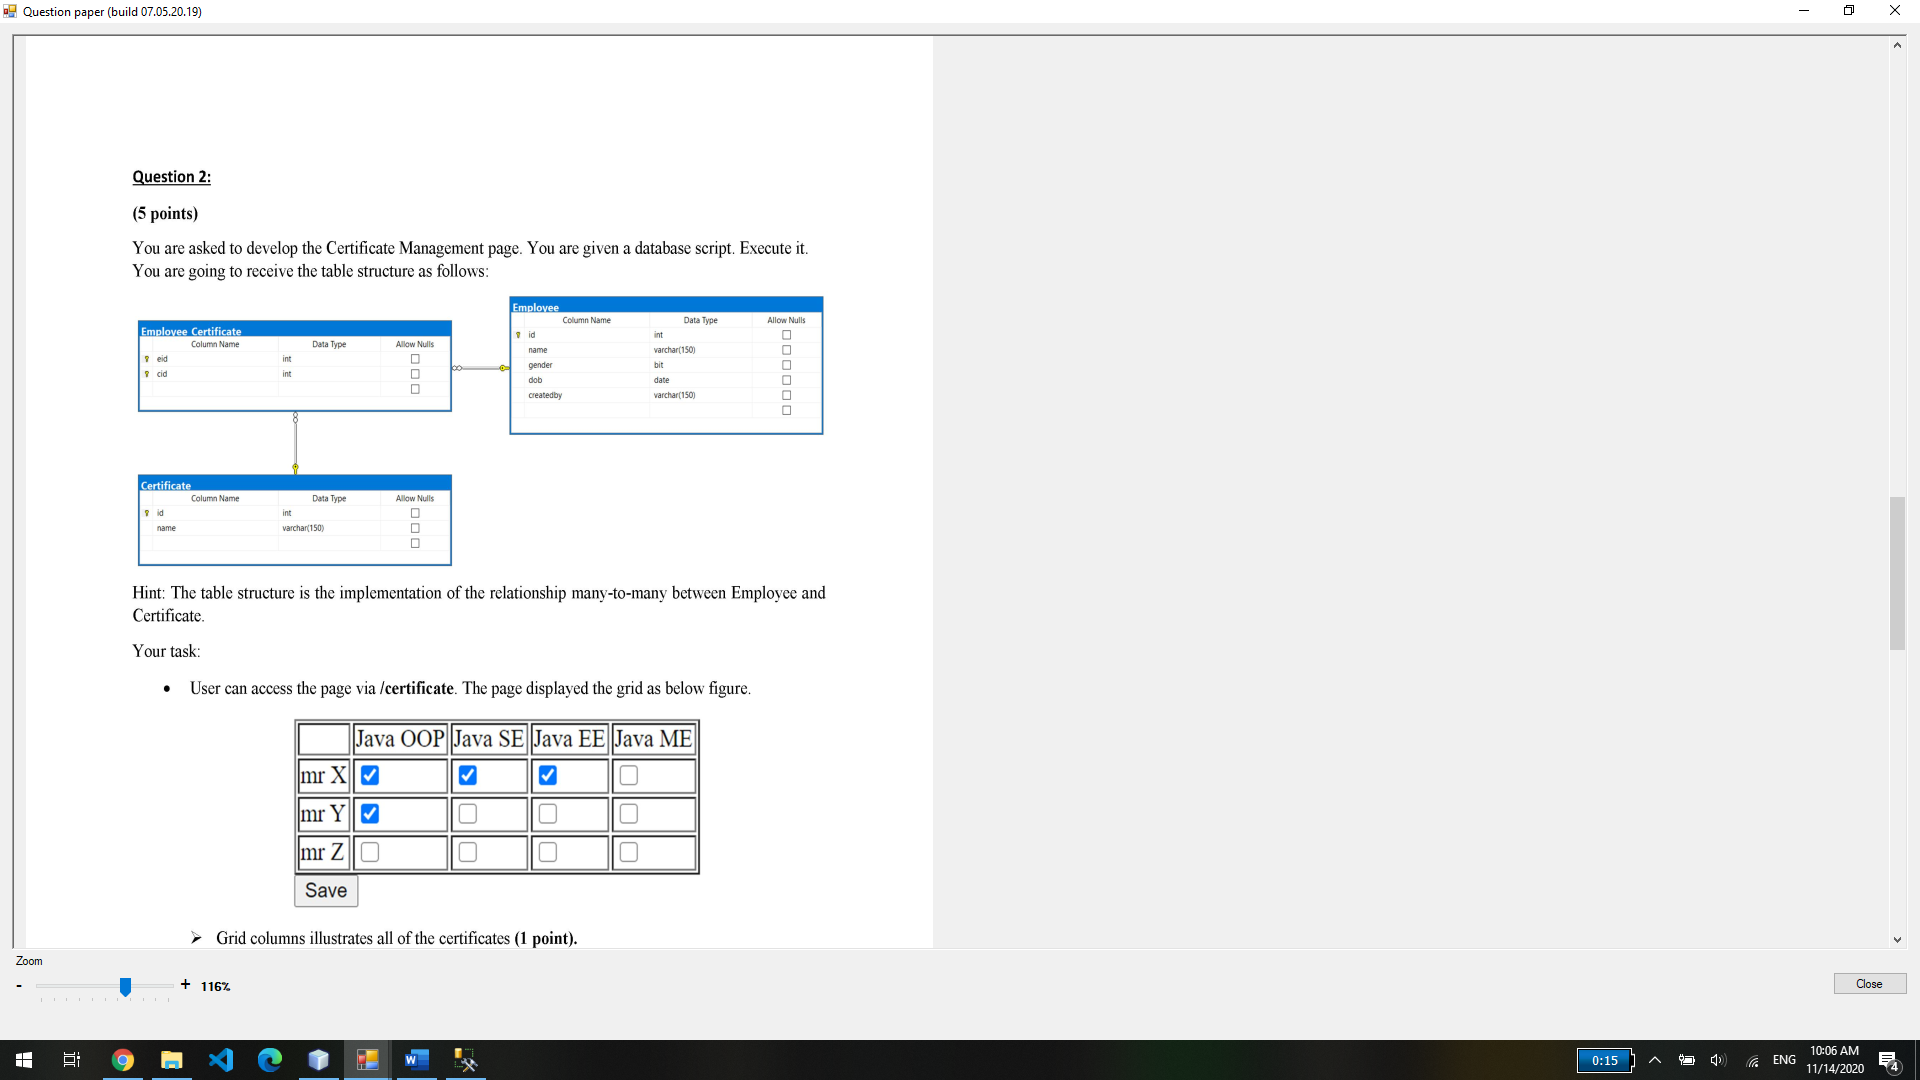 Question paper (build 07.05.20.19)
Question 2:
(5 points)
You are asked to develop the Certificate Management page. You are given a database script. Execute it.
You are going to receive the table structure as follows:
Employee
Column Name Data Type Allow Nulls
id int
name varchar(150)
gender bit
dob date
createdby varchar(150)
Employee_Certificate
Column Name Data Type Allow Nulls
eid int
cid int
Certificate
Column Name Data Type Allow Nulls
id int
name varchar(150)
Hint: The table structure is the implementation of the relationship many-to-many between Employee and
Certificate.
Your task:
• User can access the page via /certificate. The page displayed the grid as below figure.
Java OOP Java SE Java EE Java ME
mr X
mr Y
mr Z
Save
➢ Grid columns illustrates all of the certificates (1 point).
Zoom
- + 116%
Close
0:15
ENG
10:06 AM
11/14/2020
4